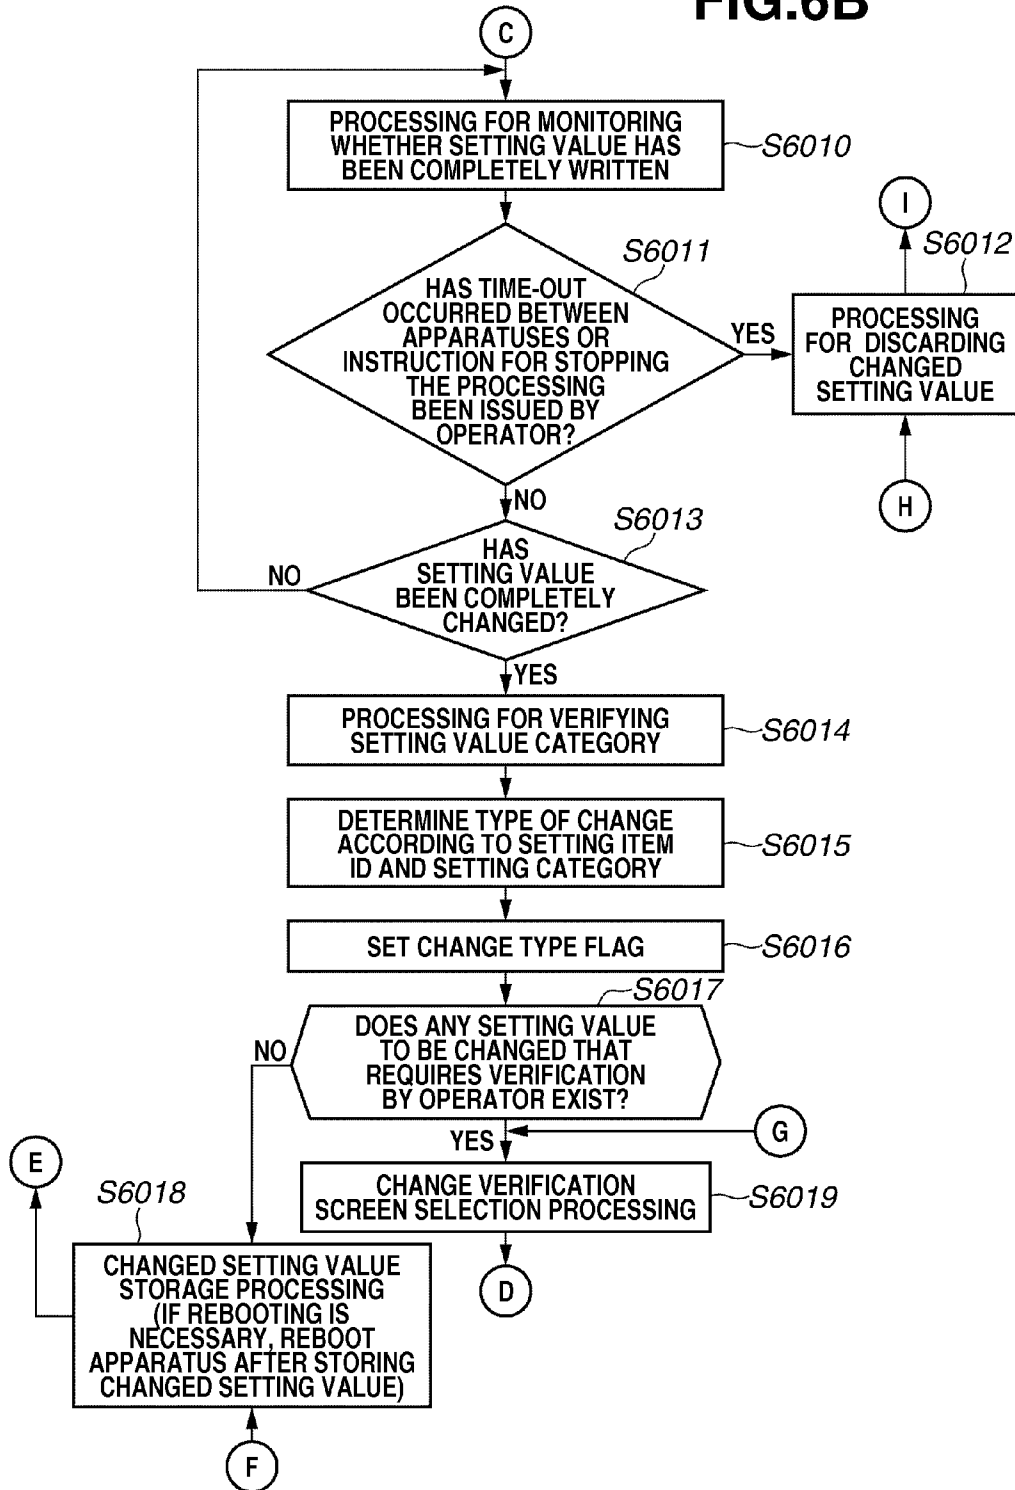 FIG.6B
C
PROCESSING FOR MONITORING
WHETHER SETTING VALUE HAS
BEEN COMPLETELY WRITTEN
S6010
HAS TIME-OUT
OCCURRED BETWEEN
APPARATUSES OR
INSTRUCTION FOR STOPPING
THE PROCESSING
BEEN ISSUED BY
OPERATOR?
S6011
YES
I
S6012
PROCESSING
FOR DISCARDING
CHANGED
SETTING VALUE
H
NO
S6013
HAS
SETTING VALUE
BEEN COMPLETELY
CHANGED?
NO
YES
PROCESSING FOR VERIFYING
SETTING VALUE CATEGORY
S6014
DETERMINE TYPE OF CHANGE
ACCORDING TO SETTING ITEM
ID AND SETTING CATEGORY
S6015
SET CHANGE TYPE FLAG
S6016
S6017
DOES ANY SETTING VALUE
TO BE CHANGED THAT
REQUIRES VERIFICATION
BY OPERATOR EXIST?
NO
YES
G
CHANGE VERIFICATION
SCREEN SELECTION PROCESSING
S6019
D
E
S6018
CHANGED SETTING VALUE
STORAGE PROCESSING
(IF REBOOTING IS
NECESSARY, REBOOT
APPARATUS AFTER STORING
CHANGED SETTING VALUE)
F